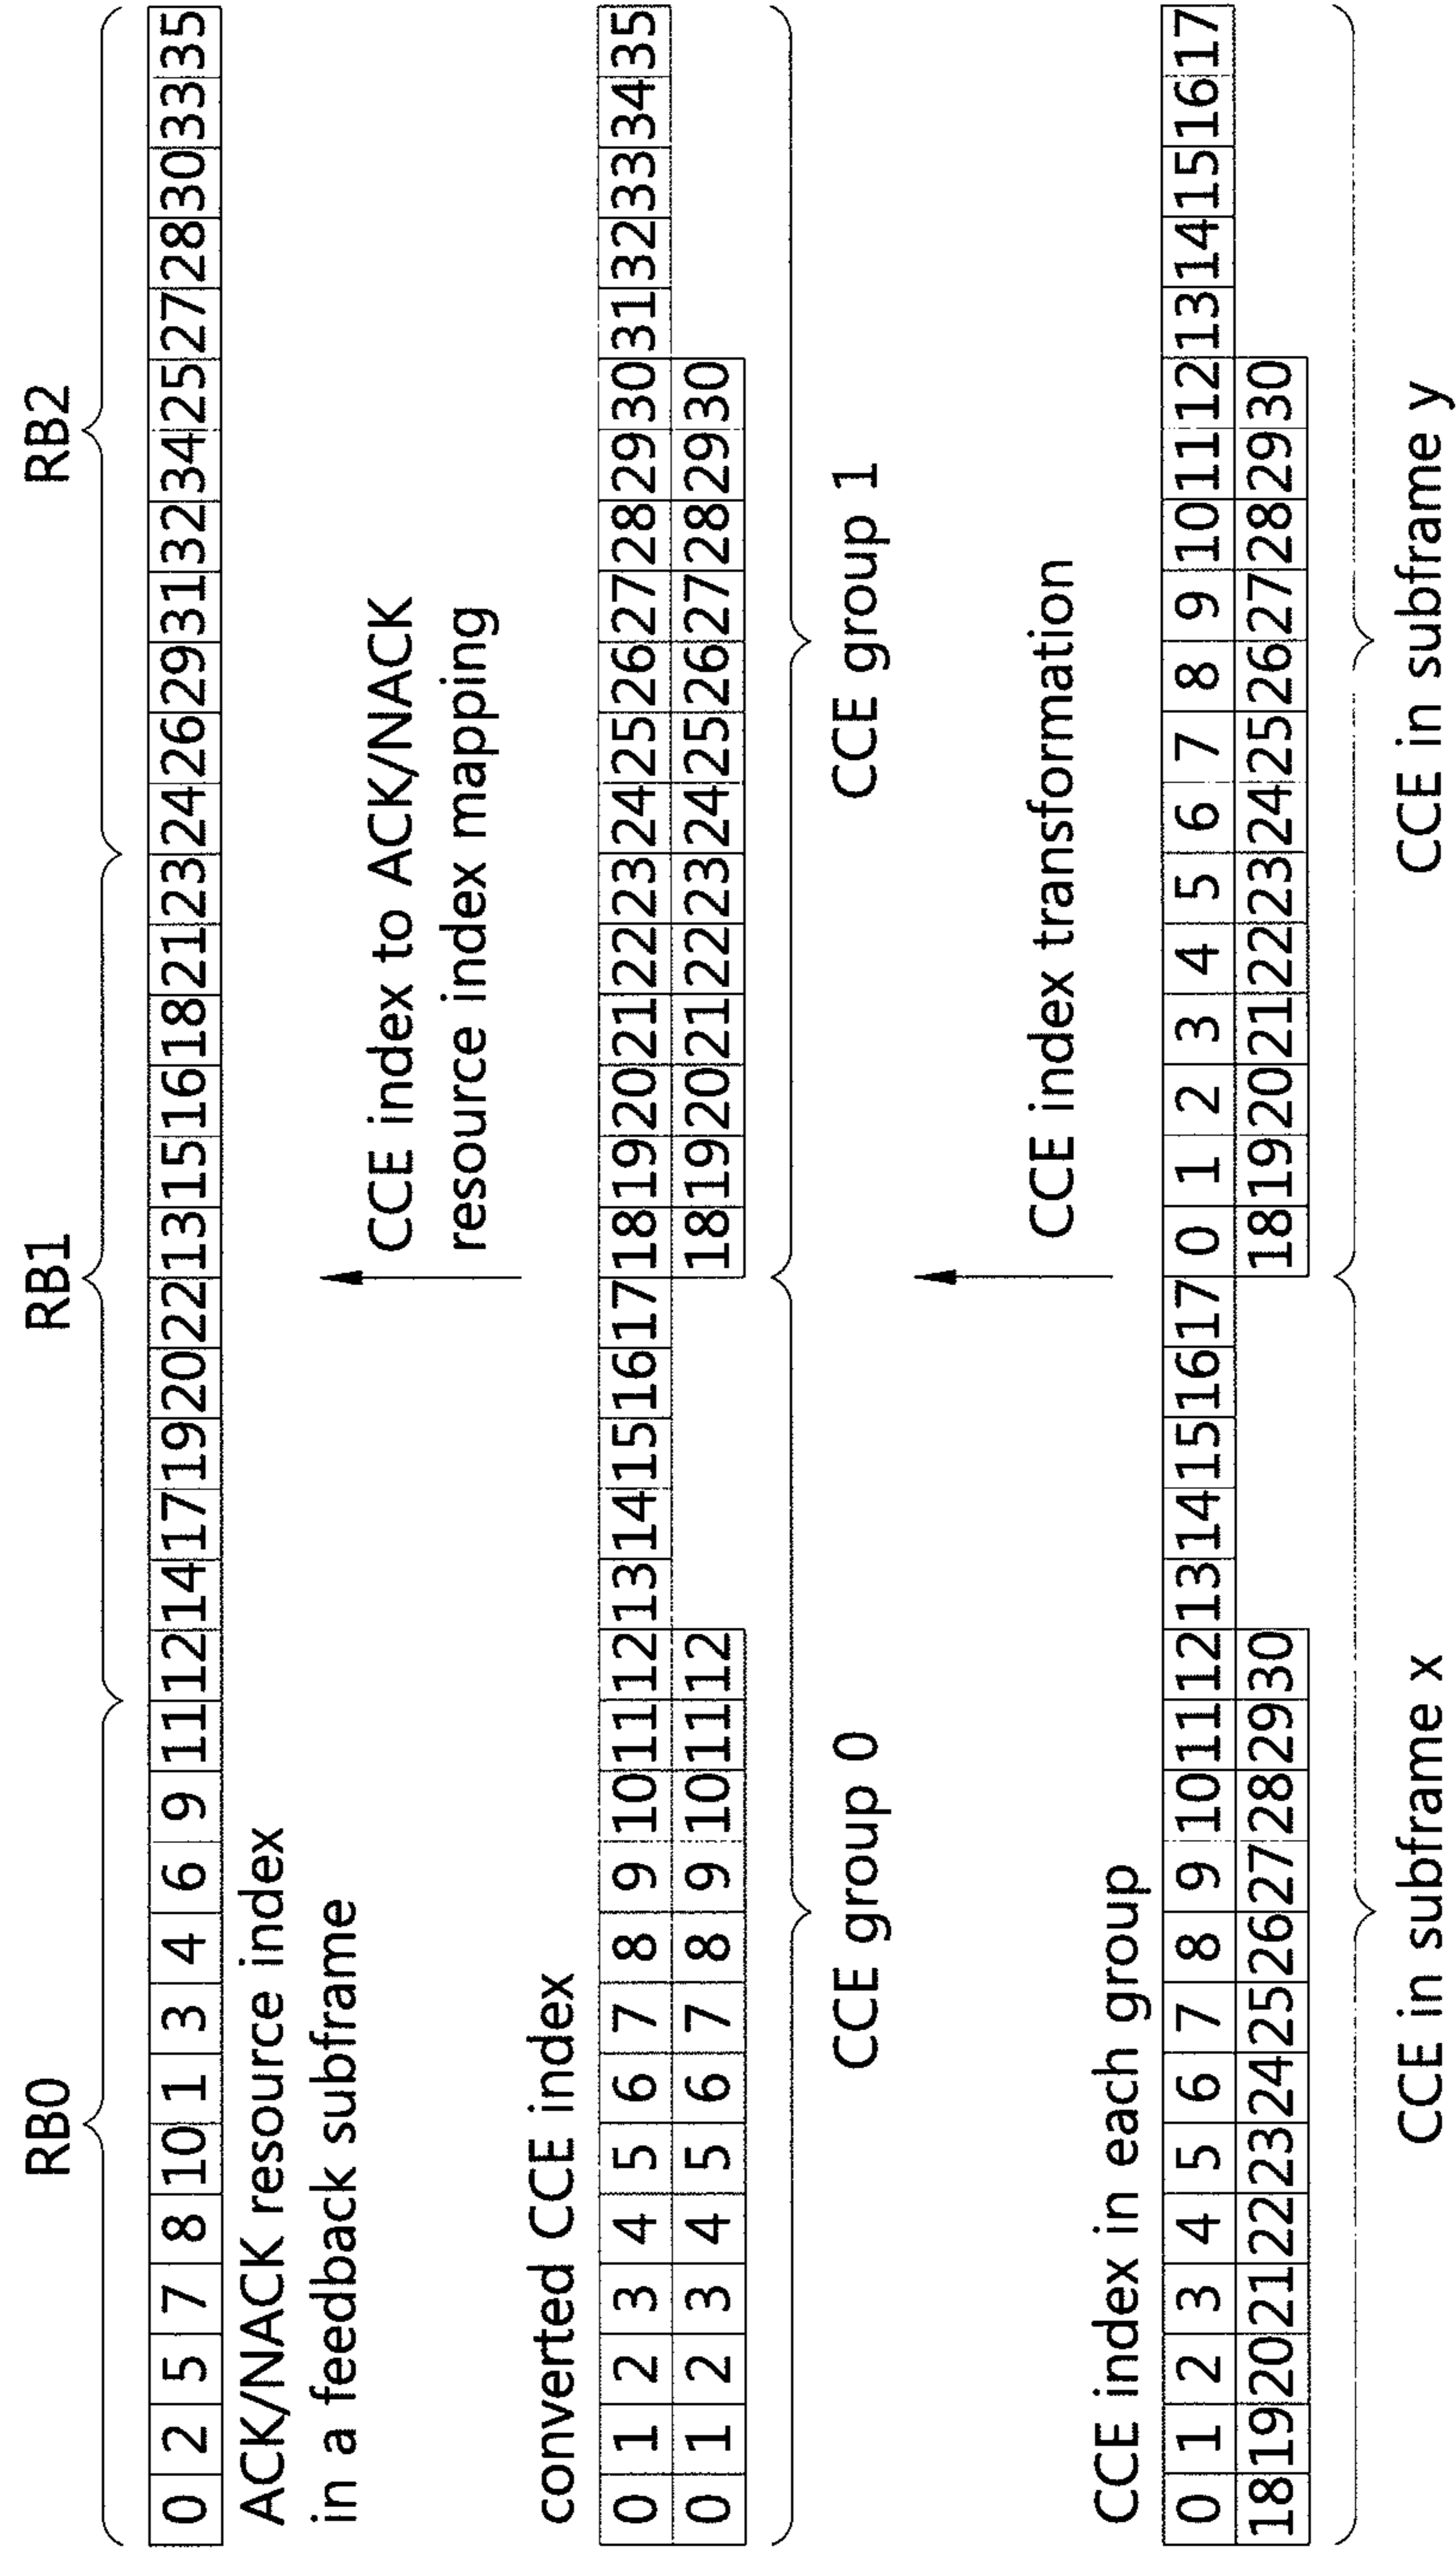 RB0 RB1 RB2
0 2 5 7 8 10 1 3 4 6 9 11 12 14 17 19 20 22 13 15 16 18 21 23 24 26 29 31 32 34 25 27 28 30 33 35
ACK/NACK resource index
in a feedback subframe
CCE index to ACK/NACK
resource index mapping
converted CCE index
0 1 2 3 4 5 6 7 8 9 10 11 12 13 14 15 16 17 18 19 20 21 22 23 24 25 26 27 28 29 30 31 32 33 34 35
0 1 2 3 4 5 6 7 8 9 10 11 12 18 19 20 21 22 23 24 25 26 27 28 29 30
CCE group 0 CCE group 1
CCE index transformation
CCE index in each group
0 1 2 3 4 5 6 7 8 9 10 11 12 13 14 15 16 17 0 1 2 3 4 5 6 7 8 9 10 11 12 13 14 15 16 17
18 19 20 21 22 23 24 25 26 27 28 29 30 18 19 20 21 22 23 24 25 26 27 28 29 30
CCE in subframe x CCE in subframe y